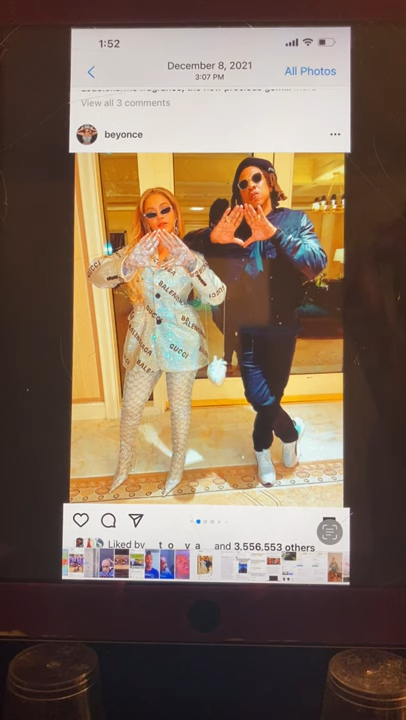 1:52
December 8, 2021
3:07 PM
All Photos
View all 3 comments
beyonce
GUCCI
BALENCIAGA
BALENCIAGA
GUCCI
Liked by t o v a and 3,556,553 others